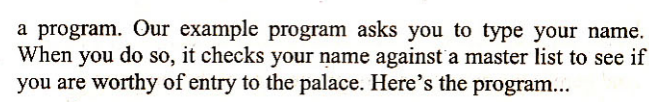 a program. Our example program asks you to type your name.
When you do so, it checks your name against a master list to see if
you are worthy of entry to the palace. Here's the program...